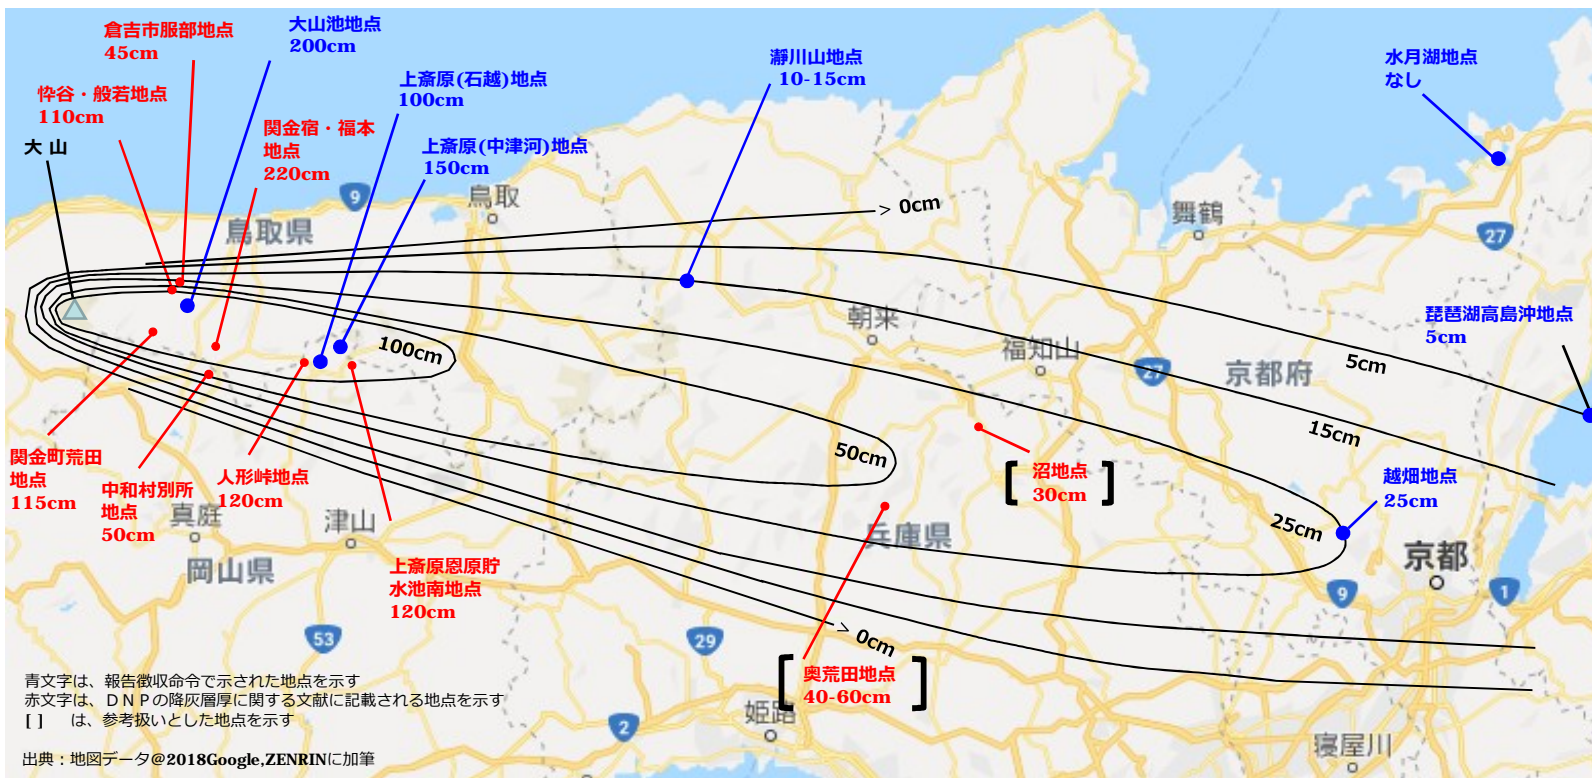 倉吉市服部地点
45cm
大山池地点
200cm
瀞川山地点
10-15cm
水月湖地点
なし
忰谷・般若地点
110cm
上斎原(石越)地点
100cm
関金宿・福本
地点
220cm
上斎原(中津河)地点
150cm
大 山
9
鳥取
鳥取県
> 0cm
舞鶴
27
朝来
福知山
27
京都府
琵琶湖高島沖地点
5cm
100cm
5cm
15cm
50cm
25cm
関金町荒田
地点
115cm
中和村別所
地点
50cm
人形峠地点
120cm
[ 沼地点
30cm ]
越畑地点
25cm
真庭
津山
岡山県
兵庫県
京都
上斎原恩原貯
水池南地点
120cm
9
1
53
29
> 0cm
[ 奥荒田地点
40-60cm ]
姫路
2
寝屋川
青文字は、報告徴収命令で示された地点を示す
赤文字は、ＤＮＰの降灰層厚に関する文献に記載される地点を示す
[ ] は、参考扱いとした地点を示す
出典：地図データ@2018Google,ZENRINに加筆